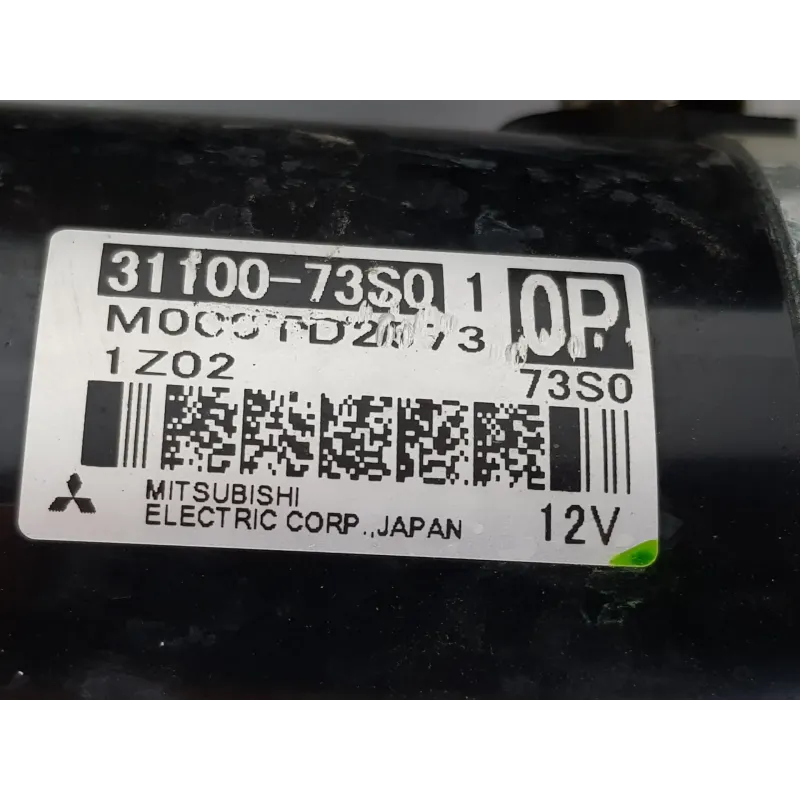 31100-73S0 1
0P
1Z02
73S0
MITSUBISHI
ELECTRIC CORP.,JAPAN
12V